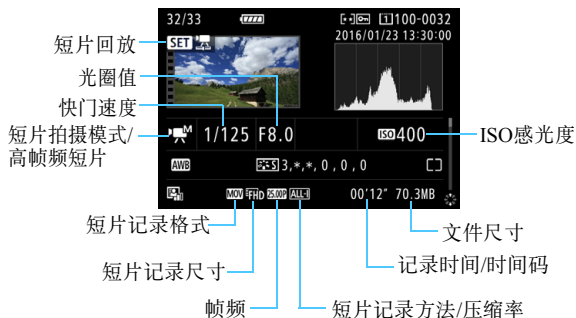 32/33 [1]100-0032
2016/01/23 13:30:00
短片回放 SET
光圈值
快门速度
短片拍摄模式/
高帧频短片
M 1/125 F8.0 ISO 400
ISO感光度
AWB S 3,*,*,0,0,0
MOV FHD 25.00P ALL-I 00'12" 70.3MB
短片记录格式
文件尺寸
短片记录尺寸
记录时间/时间码
帧频
短片记录方法/压缩率